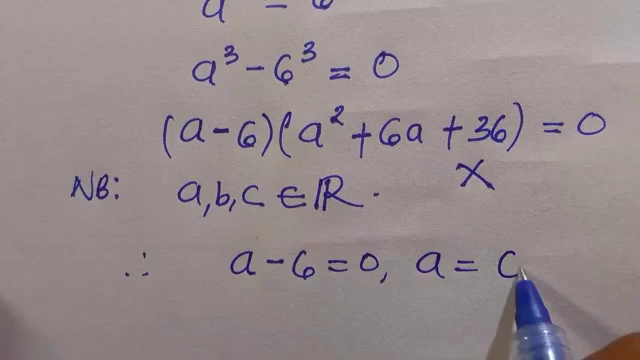 a³ - 6³ = 0
(a - 6)(a² + 6a + 36) = 0
NB: a, b, c ∈ ℝ. X
∴ a - 6 = 0, a =